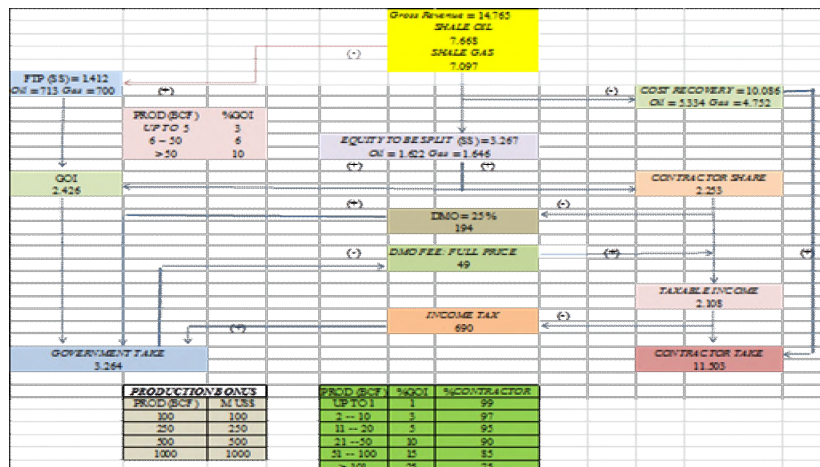 Gross Revenue = 14.765
SHALE OIL
7.668
SHALE GAS
7.097
(-)
FTP (SS) = 1.412
Oil = 713 Gas = 700
(+)
(-)
COST RECOVERY = 10.086
Oil = 5.334 Gas = 4.752
PROD (BCF) %GOI
UP TO 5 3
6 – 50 6
> 50 10
EQUITY TO BE SPLIT (SS) = 3.267
Oil = 1.622 Gas = 1.646
(+) (+)
GOI
2.426
CONTRACTOR SHARE
2.253
(+)
DMO = 25%
194
(-)
(-)
DMO FEE: FULL PRICE
49
(+)
(+)
TAXABLE INCOME
2.108
INCOME TAX
690
(-)
(+)
GOVERNMENT TAKE
3.264
CONTRACTOR TAKE
11.503
PRODUCTION BONUS
PROD (BCF) M US$
100 100
250 250
500 500
1000 1000
PROD (BCF) %GOI %CONTRACTOR
UP TO 1 1 99
2 -- 10 3 97
11 -- 20 5 95
21 --50 10 90
51 -- 100 15 85